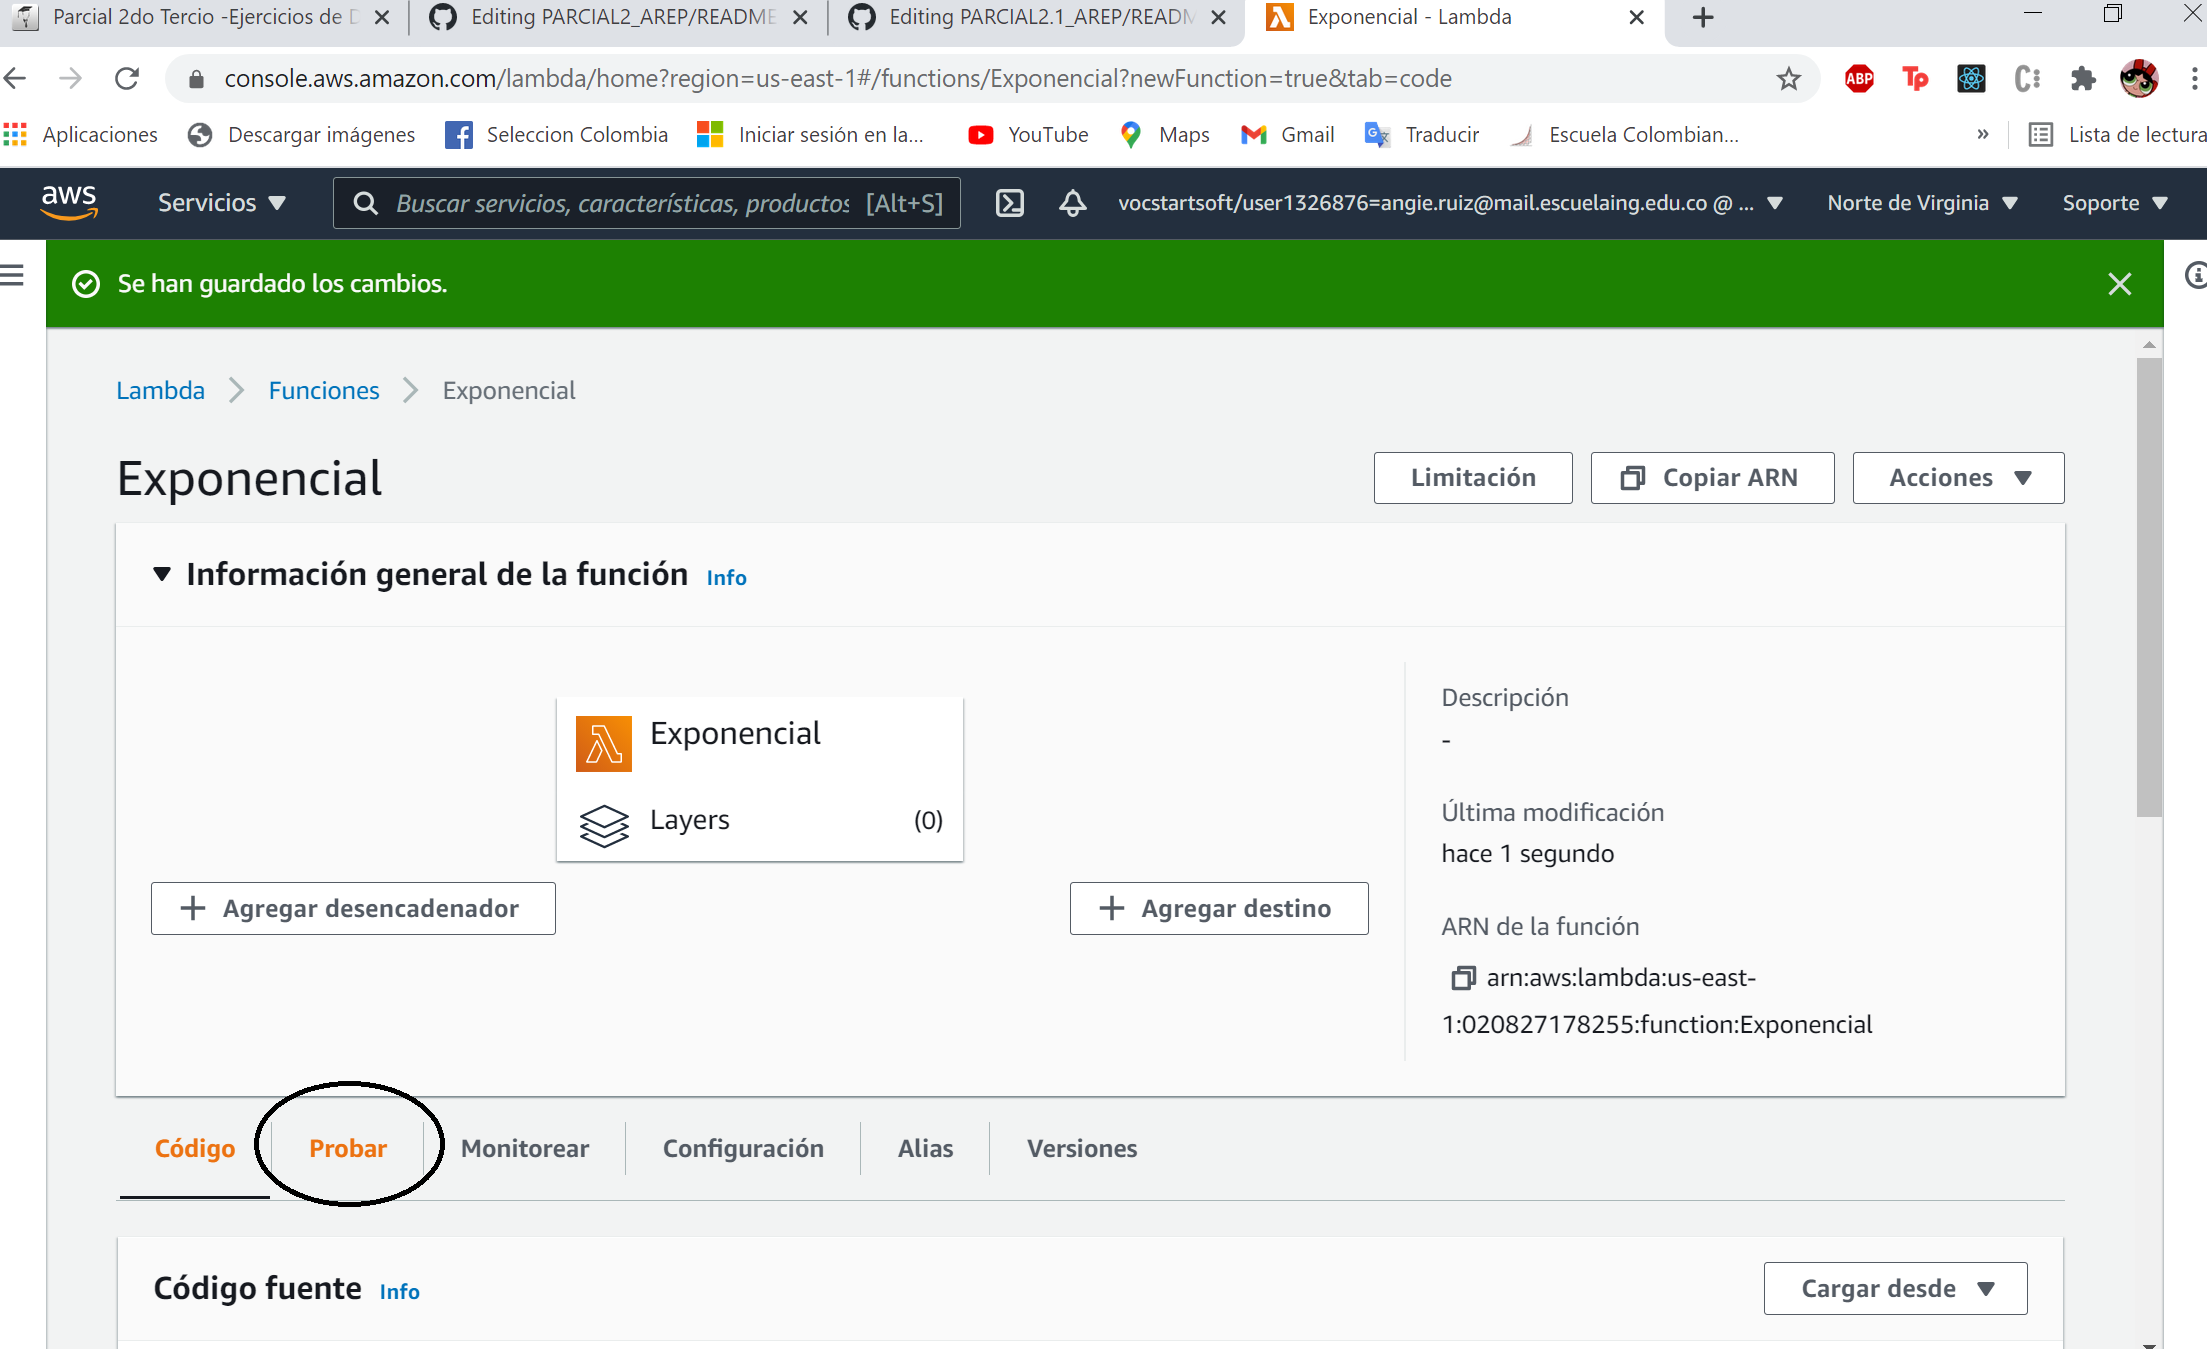 Parcial 2do Tercio -Ejercicios de D
Editing PARCIAL2_AREP/README
Editing PARCIAL2.1_AREP/READM
Exponencial - Lambda
console.aws.amazon.com/lambda/home?region=us-east-1#/functions/Exponencial?newFunction=true&tab=code
ABP
Tp
Aplicaciones
Descargar imágenes
Seleccion Colombia
Iniciar sesión en la...
YouTube
Maps
Gmail
Traducir
Escuela Colombian...
»
Lista de lectura
aws
Servicios
Buscar servicios, características, productos
[Alt+S]
vocstartsoft/user1326876=angie.ruiz@mail.escuelaing.edu.co @ ...
Norte de Virginia
Soporte
Se han guardado los cambios.
Lambda
Funciones
Exponencial
Exponencial
Limitación
Copiar ARN
Acciones
Información general de la función
Info
Exponencial
Layers
(0)
Agregar desencadenador
Agregar destino
Descripción
-
Última modificación
hace 1 segundo
ARN de la función
arn:aws:lambda:us-east-
1:020827178255:function:Exponencial
Código
Probar
Monitorear
Configuración
Alias
Versiones
Código fuente
Info
Cargar desde